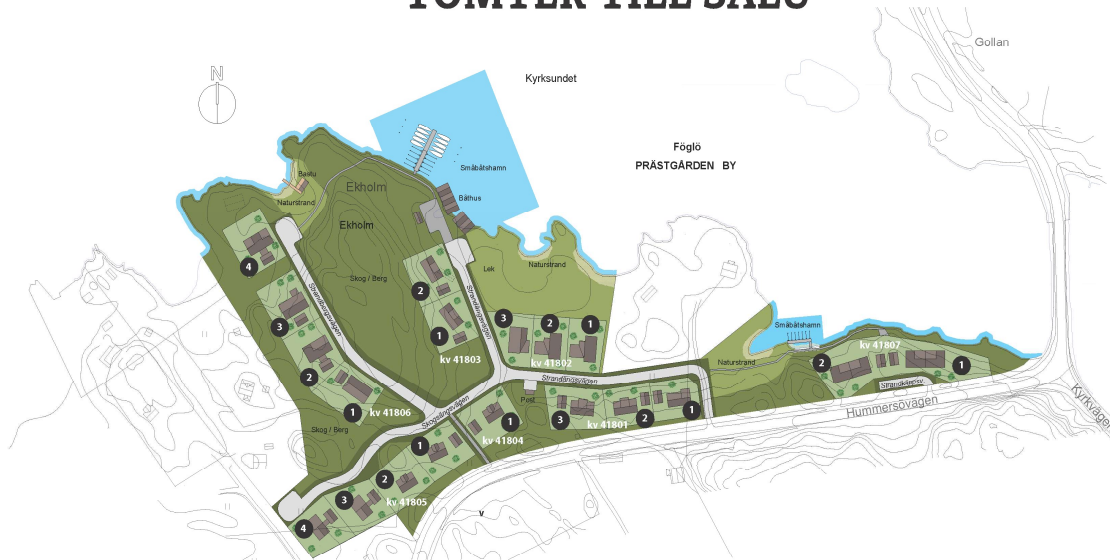 TOMTER TILL SALU
Gollan
N
Kyrksundet
Föglö
PRÄSTGÅRDEN BY
Småbåtshamn
Bastu
Ekholm
Naturstrand
Båthus
Ekholm
4
Lek
Naturstrand
Skog / Berg
2
Strandbergsvägen
Strandängsvägen
3
1
3
2
1
Småbåtshamn
kv 41807
kv 41803
kv 41802
Naturstrand
2
1
2
Strandängsvägen
Strandklippsv.
1
kv 41806
Post
Hummersövägen
Kyrkvägen
Skogsängsvägen
3
kv 41801
2
1
Skog / Berg
1
kv 41804
1
2
3
kv 41805
4
v